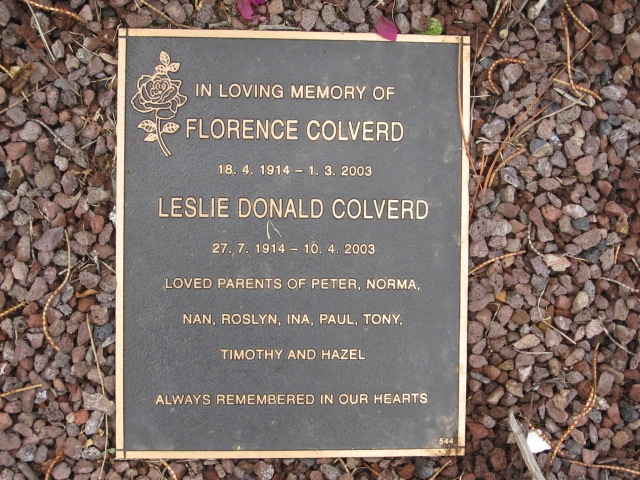 IN LOVING MEMORY OF
FLORENCE COLVERD
18. 4. 1914 – 1. 3. 2003
LESLIE DONALD COLVERD
27. 7. 1914 – 10. 4. 2003
LOVED PARENTS OF PETER, NORMA,
NAN, ROSLYN, INA, PAUL, TONY,
TIMOTHY AND HAZEL
ALWAYS REMEMBERED IN OUR HEARTS
544